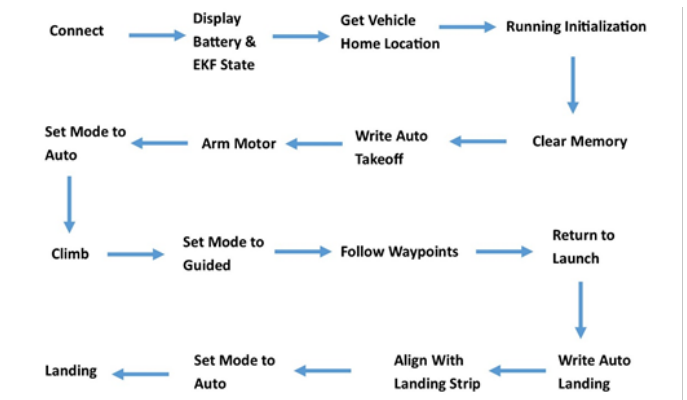 Connect
Display
Battery &
EKF State
Get Vehicle
Home Location
Running Initialization
Clear Memory
Write Auto
Takeoff
Arm Motor
Set Mode to
Auto
Climb
Set Mode to
Guided
Follow Waypoints
Return to
Launch
Write Auto
Landing
Align With
Landing Strip
Set Mode to
Auto
Landing